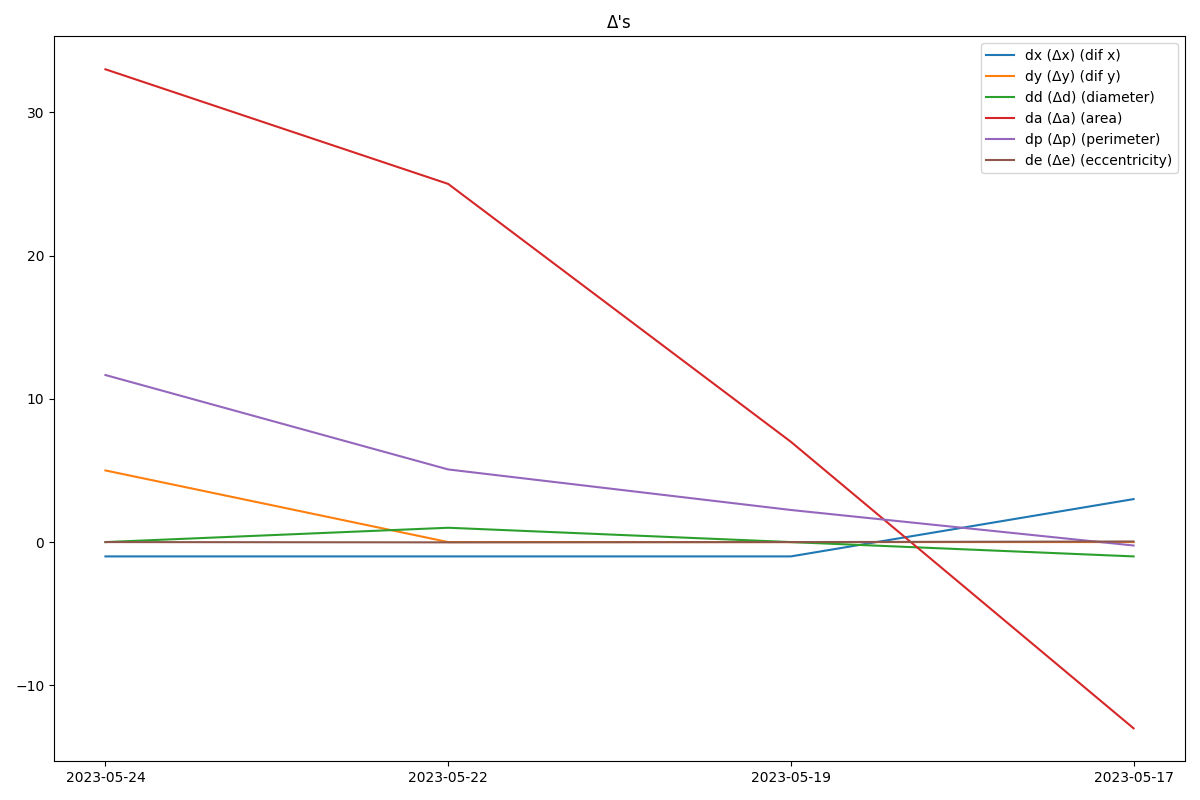 Δ's
dx (Δx) (dif x)
dy (Δy) (dif y)
dd (Δd) (diameter)
da (Δa) (area)
dp (Δp) (perimeter)
de (Δe) (eccentricity)
30
20
10
0
−10
2023-05-24
2023-05-22
2023-05-19
2023-05-17